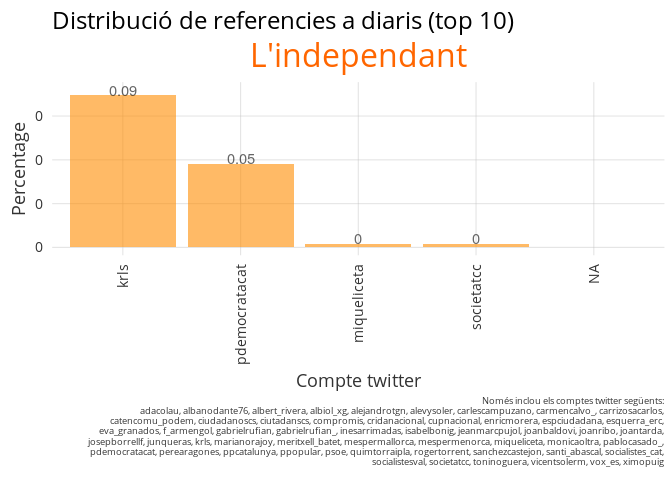 Distribució de referencies a diaris (top 10)
L'independant
Percentage
0
0
0
0
0.09
0.05
0
0
krls
pdemocratacat
miqueliceta
societatcc
NA
Compte twitter
Només inclou els comptes twitter següents:
adacolau, albanodante76, albert_rivera, albiol_xg, alejandrotgn, alevysoler, carlescampuzano, carmencalvo_, carrizosacarlos,
catencomu_podem, ciudadanoscs, ciutadanscs, compromis, cridanacional, cupnacional, enricmorera, espciudadana, esquerra_erc,
eva_granados, f_armengol, gabrielrufian, gabrielrufian_, inesarrimadas, isabelbonig, jeanmarcpujol, joanbaldovi, joanribo, joantarda,
josepborrellf, junqueras, krls, marianorajoy, meritxell_batet, mespermallorca, mespermenorca, miqueliceta, monicaoltra, pablocasado_,
pdemocratacat, perearagones, ppcatalunya, ppopular, psoe, quimtorraipla, rogertorrent, sanchezcastejon, santi_abascal, socialistes_cat,
socialistesval, societatcc, toninoguera, vicentsolerm, vox_es, ximopuig